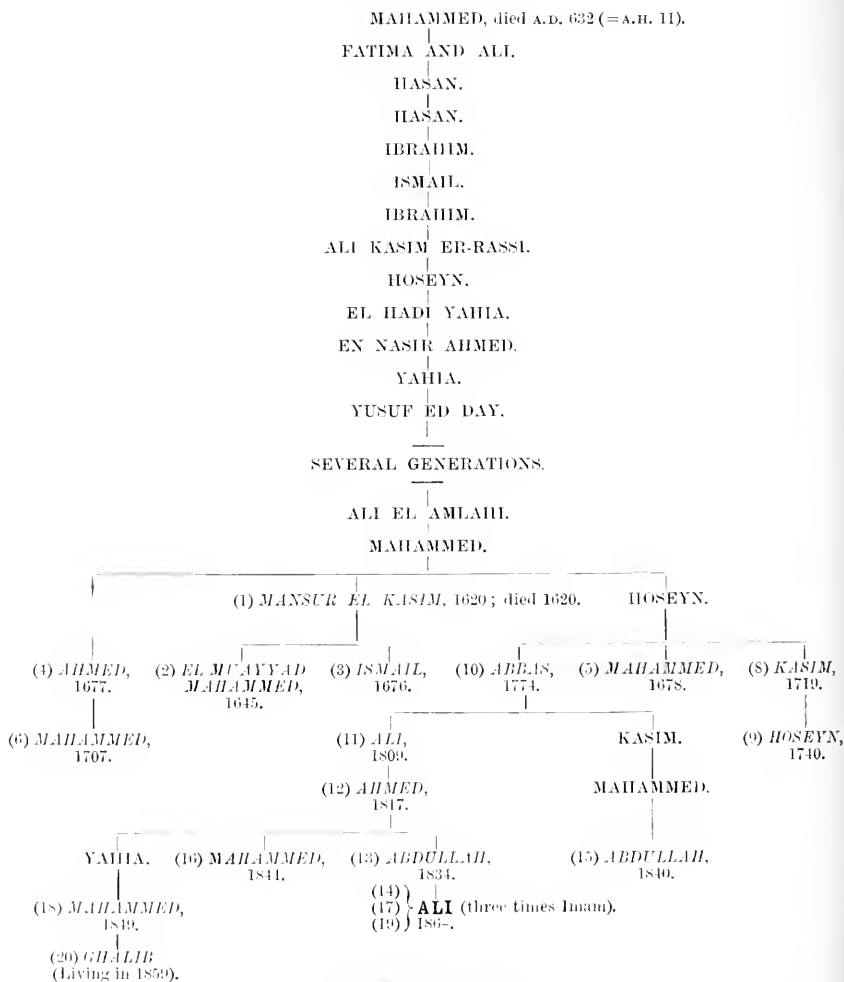 MAHAMMED, died A.D. 632 (=A.H. 11).
FATIMA AND ALI.
HASAN.
HASAN.
IBRAHIM.
ISMAIL.
IBRAHIM.
ALI KASIM ER-RASSI.
HOSEYN.
EL HADI YAHIA.
EN NASIR AHMED.
YAHIA.
YUSUF ED DAY.
SEVERAL GENERATIONS.
ALI EL AMLAHI.
MAHAMMED.
(1) MANSUR EL KASIM, 1620; died 1620. HOSEYN.
(4) AHMED, (2) EL MUAYYAD (3) ISMAIL, (10) ABBAS, (5) MAHAMMED, (8) KASIM,
1677. MAHAMMED, 1676. 1774. 1678. 1719.
1645.
(6) MAHAMMED, (11) ALI, KASIM. (9) HOSEYN,
1707. 1809. 1740.
(12) AHMED, MAHAMMED.
1817.
YAHIA. (16) MAHAMMED, (13) ABDULLAH, (15) ABDULLAH,
1841. 1834. 1840.
(14)
(18) MAHAMMED, (17) ALI (three times Imam).
1849. (19) 186-.
(20) GHALIB
(Living in 1859).